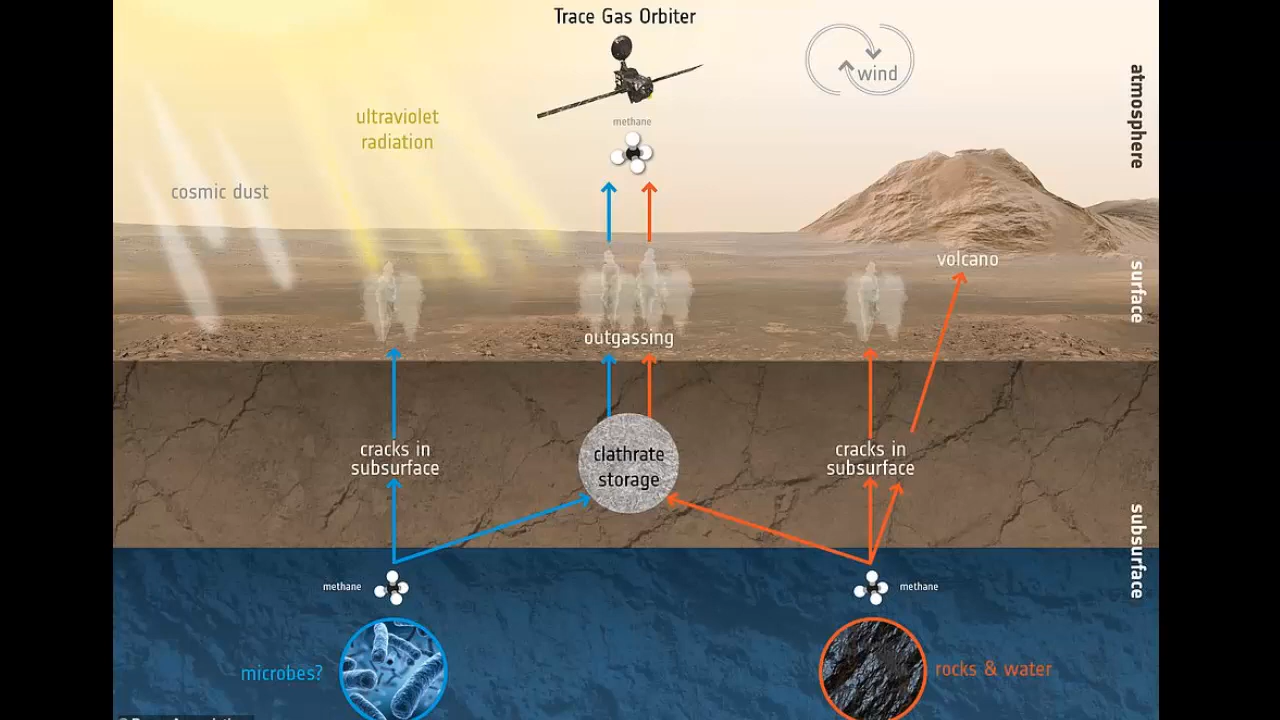 Trace Gas Orbiter
wind
methane
ultraviolet
radiation
cosmic dust
atmosphere
volcano
surface
outgassing
cracks in
subsurface
clathrate
storage
cracks in
subsurface
subsurface
methane
methane
microbes?
rocks & water